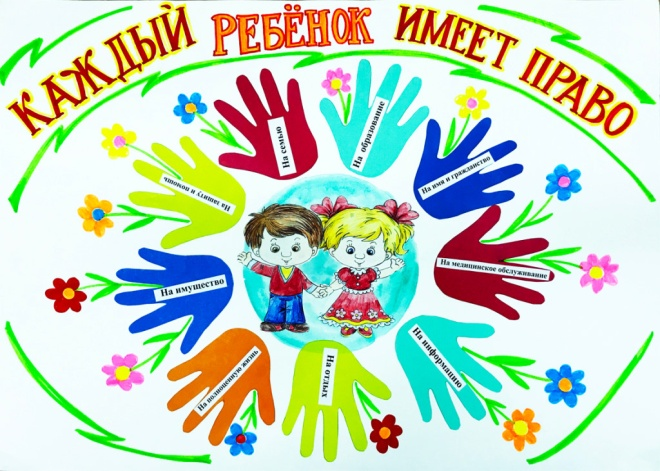 КАЖДЫЙ РЕБЁНОК ИМЕЕТ ПРАВО
На семью
На образование
На имя и гражданство
На медицинское обслуживание
На информацию
На отдых
На полноценную жизнь
На имущество
На защиту и помощь